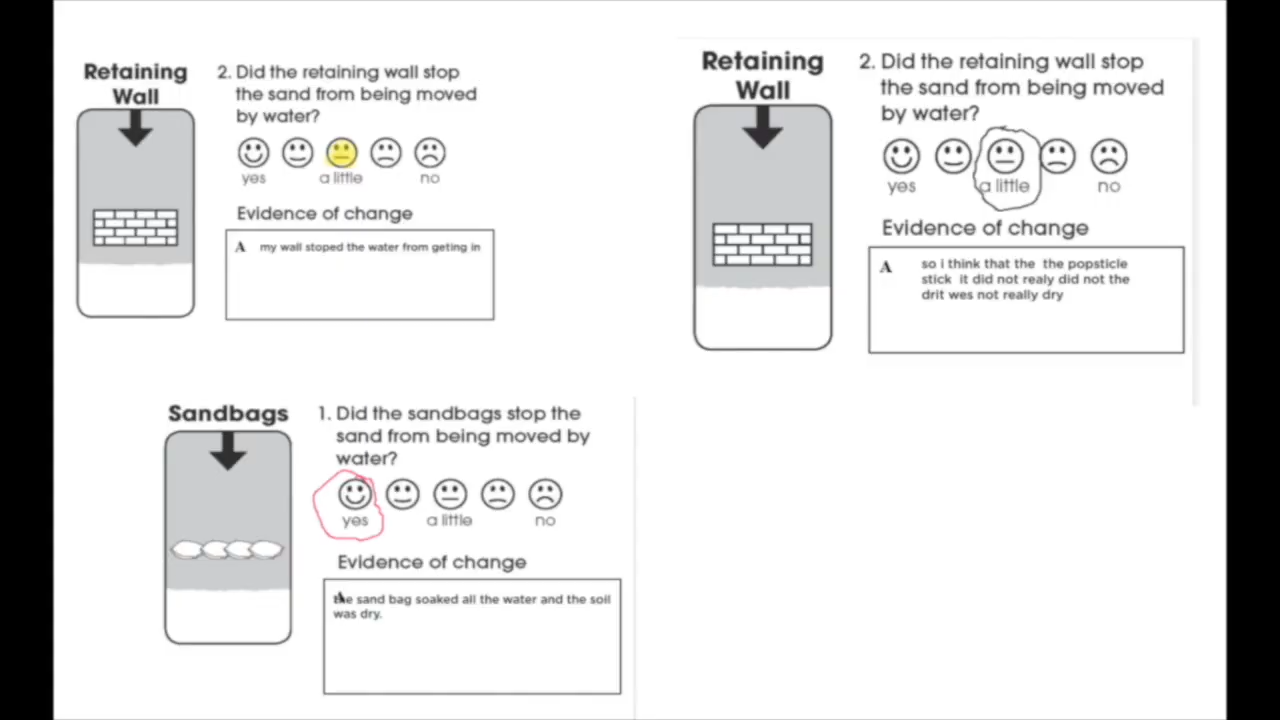 Retaining
Wall
2. Did the retaining wall stop
the sand from being moved
by water?
yes a little no
Evidence of change
A my wall stoped the water from geting in
Retaining
Wall
2. Did the retaining wall stop
the sand from being moved
by water?
yes a little no
Evidence of change
A so i think that the the popsticle
stick it did not realy did not the
drit wes not really dry
Sandbags
1. Did the sandbags stop the
sand from being moved by
water?
yes a little no
Evidence of change
A
the sand bag soaked all the water and the soil
was dry.